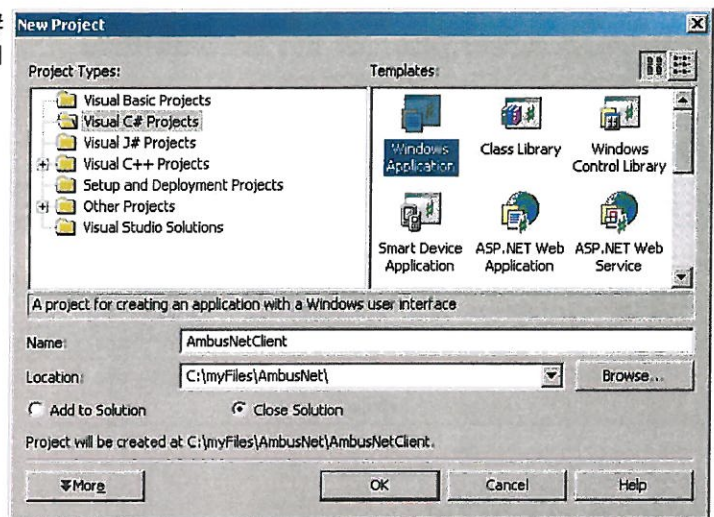 New Project
Project Types:
Templates:
Visual Basic Projects
Visual C# Projects
Visual J# Projects
Visual C++ Projects
Setup and Deployment Projects
Other Projects
Visual Studio Solutions
Windows Application
Class Library
Windows Control Library
Smart Device Application
ASP.NET Web Application
ASP.NET Web Service
A project for creating an application with a Windows user interface
Name:
AmbusNetClient
Location:
C:\myFiles\AmbusNet\
Browse...
Add to Solution
Close Solution
Project will be created at C:\myFiles\AmbusNet\AmbusNetClient.
More
OK
Cancel
Help